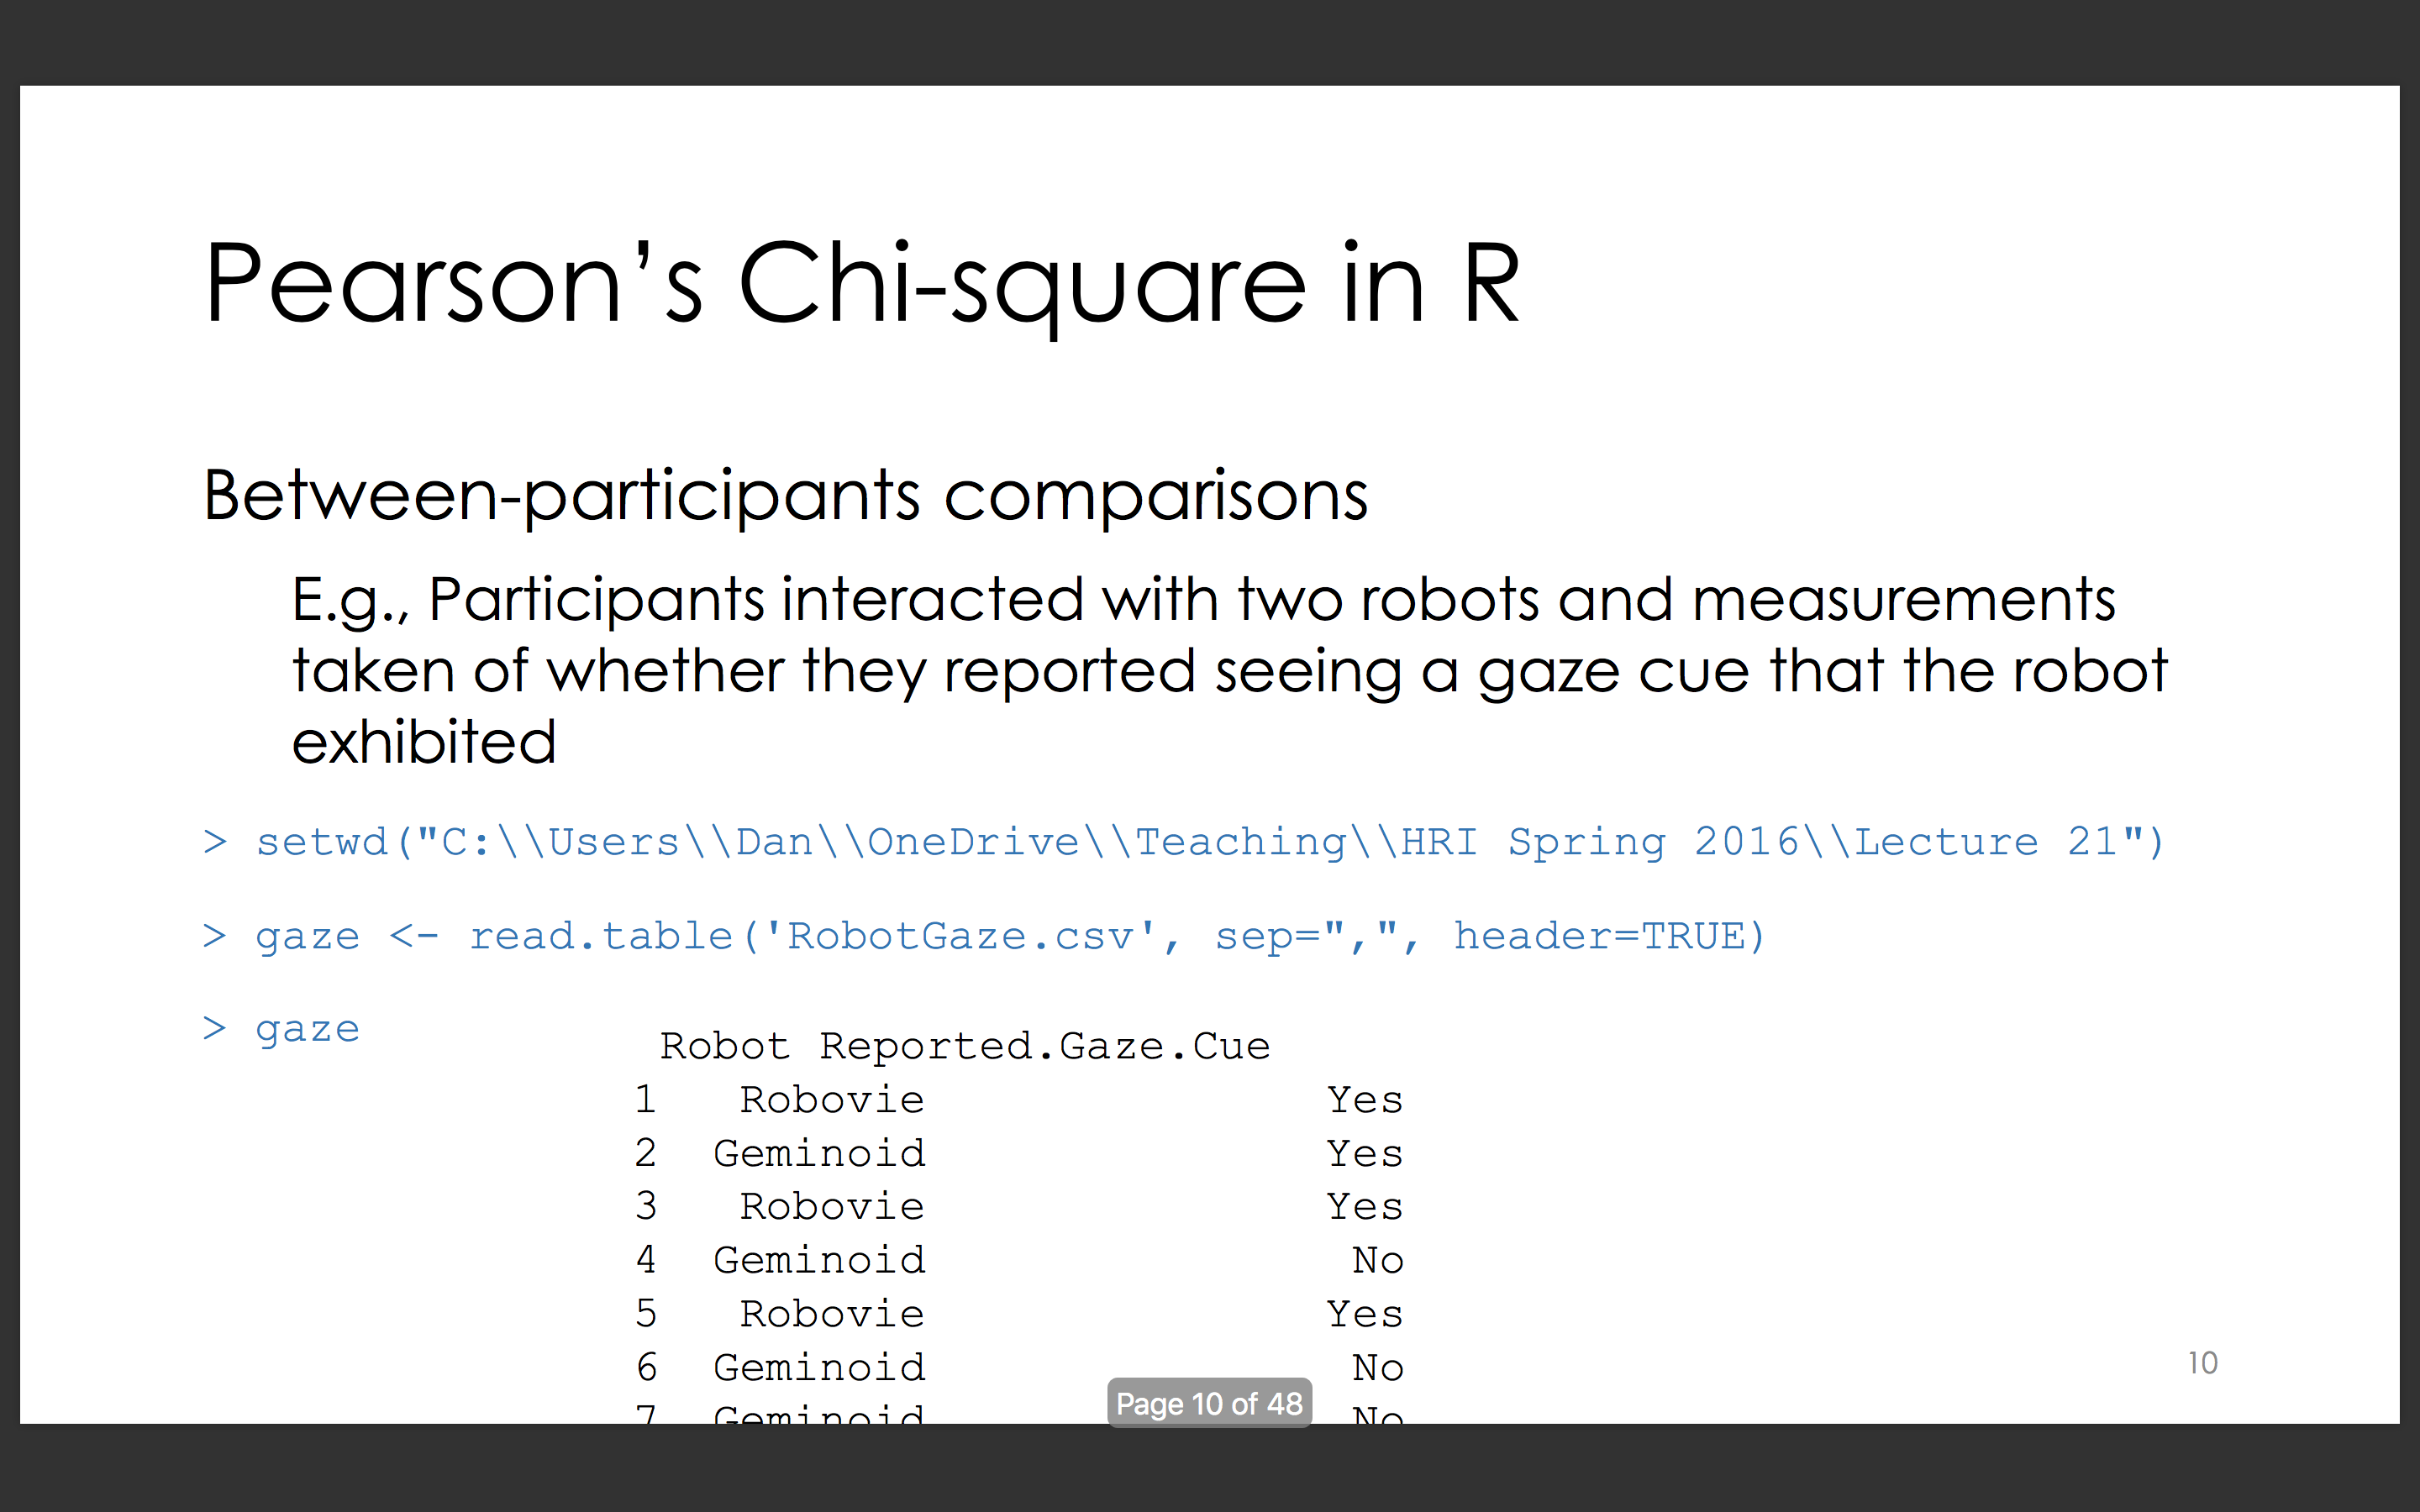 Pearson’s Chi-square in R
Between-participants comparisons
E.g., Participants interacted with two robots and measurements
taken of whether they reported seeing a gaze cue that the robot
exhibited
> setwd("C:\\Users\\Dan\\OneDrive\\Teaching\\HRI Spring 2016\\Lecture 21")
> gaze <- read.table('RobotGaze.csv', sep=",", header=TRUE)
> gaze
Robot Reported.Gaze.Cue
1 Robovie Yes
2 Geminoid Yes
3 Robovie Yes
4 Geminoid No
5 Robovie Yes
6 Geminoid No
7 Geminoid No
10
Page 10 of 48